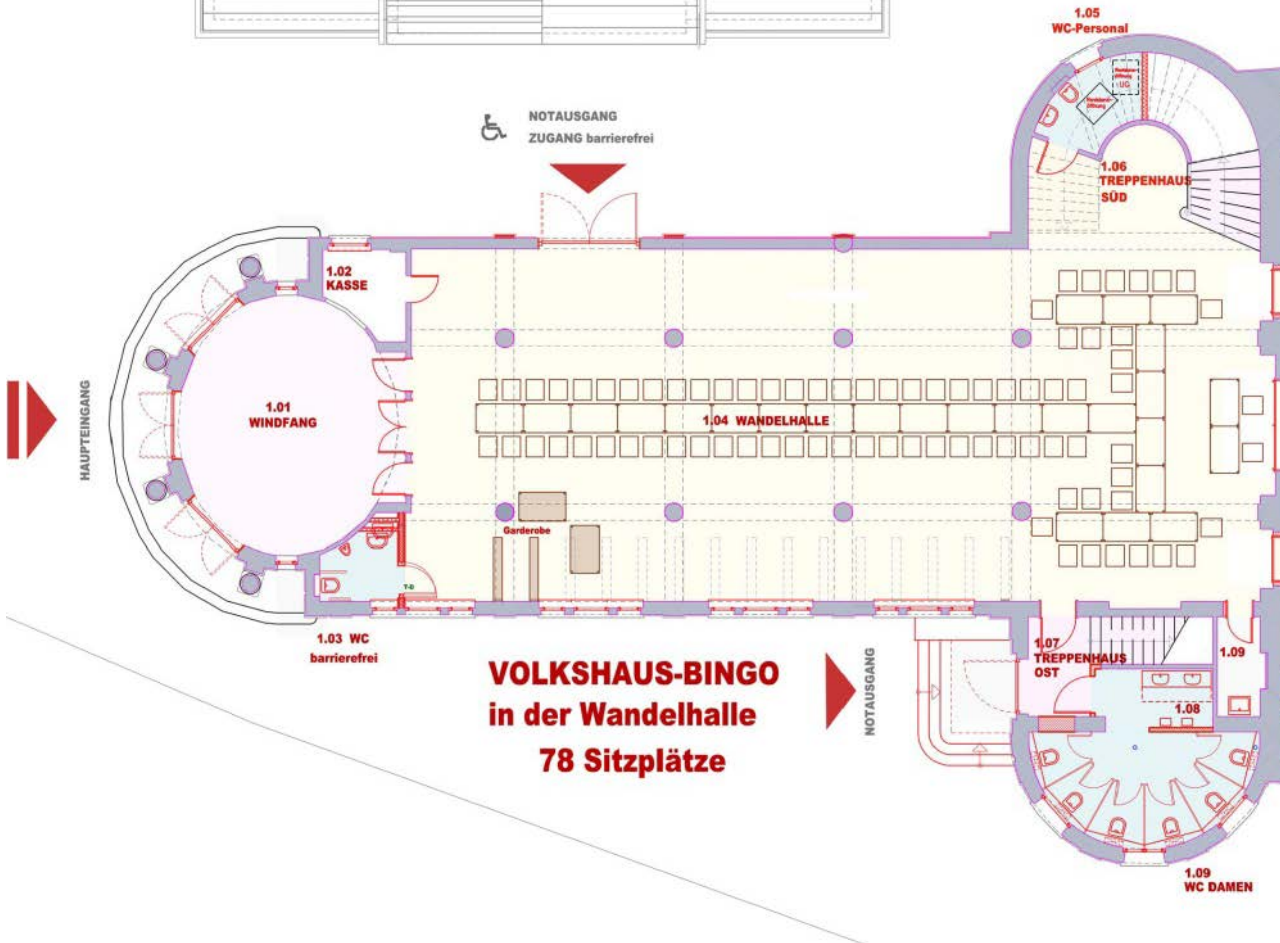 1.05
WC-Personal
UG
NOTAUSGANG
ZUGANG barrierefrei
1.06
TREPPENHAUS
SÜD
1.02
KASSE
HAUPTEINGANG
1.01
WINDFANG
1.04 WANDELHALLE
Garderobe
T-D
1.03 WC
barrierefrei
VOLKSHAUS-BINGO
in der Wandelhalle
78 Sitzplätze
NOTAUSGANG
1.07
TREPPENHAUS
OST
1.09
1.08
1.09
WC DAMEN